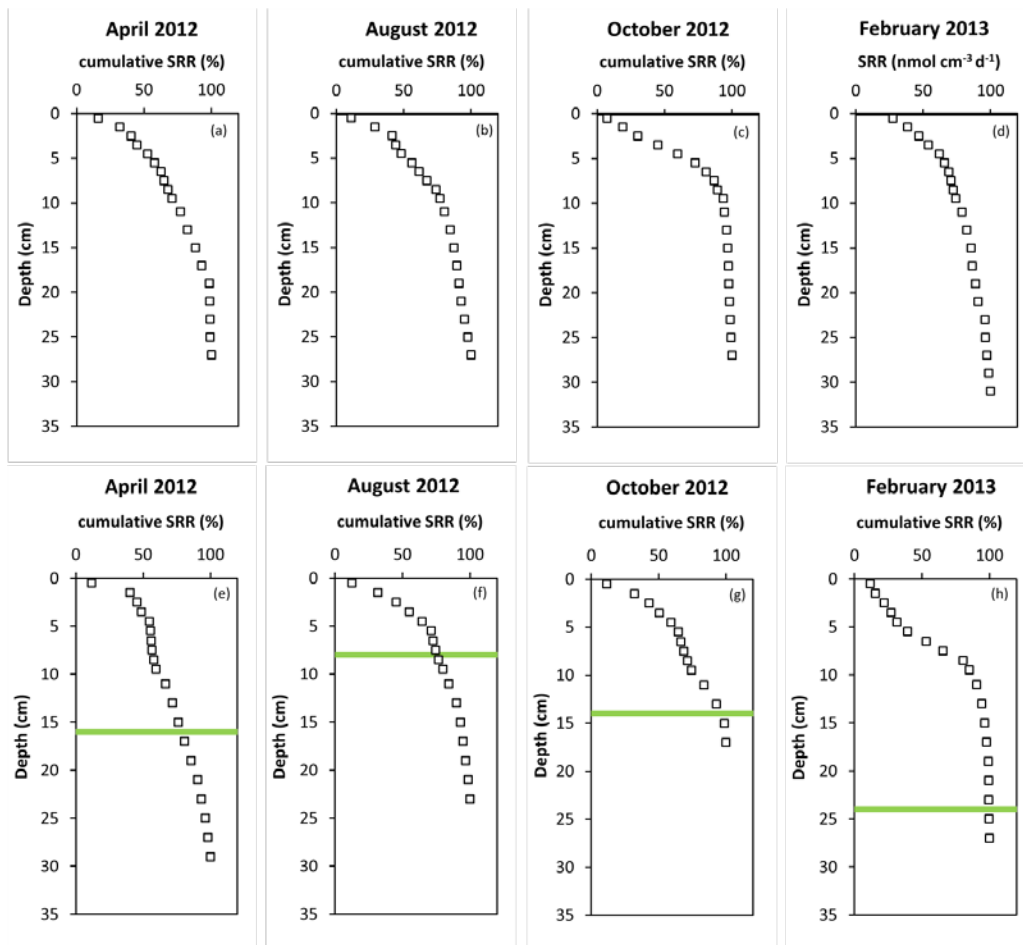 April 2012
cumulative SRR (%)
0 50 100
0
5
10
15
20
25
30
35
Depth (cm)
(a)
August 2012
cumulative SRR (%)
0 50 100
0
5
10
15
20
25
30
35
Depth (cm)
(b)
October 2012
cumulative SRR (%)
0 50 100
0
5
10
15
20
25
30
35
Depth (cm)
(c)
February 2013
SRR (nmol cm⁻³ d⁻¹)
0 50 100
0
5
10
15
20
25
30
35
Depth (cm)
(d)
April 2012
cumulative SRR (%)
0 50 100
0
5
10
15
20
25
30
35
Depth (cm)
(e)
August 2012
cumulative SRR (%)
0 50 100
0
5
10
15
20
25
30
35
Depth (cm)
(f)
October 2012
cumulative SRR (%)
0 50 100
0
5
10
15
20
25
30
35
Depth (cm)
(g)
February 2013
cumulative SRR (%)
0 50 100
0
5
10
15
20
25
30
35
Depth (cm)
(h)